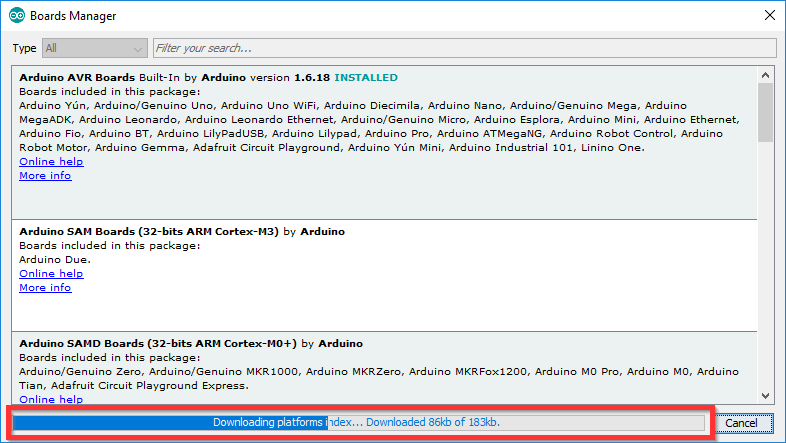 Boards Manager
Type All Filter your search...
Arduino AVR Boards Built-In by Arduino version 1.6.18 INSTALLED
Boards included in this package:
Arduino Yún, Arduino/Genuino Uno, Arduino Uno WiFi, Arduino Diecimila, Arduino Nano, Arduino/Genuino Mega, Arduino
MegaADK, Arduino Leonardo, Arduino Leonardo Ethernet, Arduino/Genuino Micro, Arduino Esplora, Arduino Mini, Arduino Ethernet,
Arduino Fio, Arduino BT, Arduino LilyPadUSB, Arduino Lilypad, Arduino Pro, Arduino ATMegaNG, Arduino Robot Control, Arduino
Robot Motor, Arduino Gemma, Adafruit Circuit Playground, Arduino Yún Mini, Arduino Industrial 101, Linino One.
Online help
More info
Arduino SAM Boards (32-bits ARM Cortex-M3) by Arduino
Boards included in this package:
Arduino Due.
Online help
More info
Arduino SAMD Boards (32-bits ARM Cortex-M0+) by Arduino
Boards included in this package:
Arduino/Genuino Zero, Arduino/Genuino MKR1000, Arduino MKRZero, Arduino MKRFox1200, Arduino M0 Pro, Arduino M0, Arduino
Tian, Adafruit Circuit Playground Express.
Online help
Downloading platforms index... Downloaded 86kb of 183kb.
Cancel